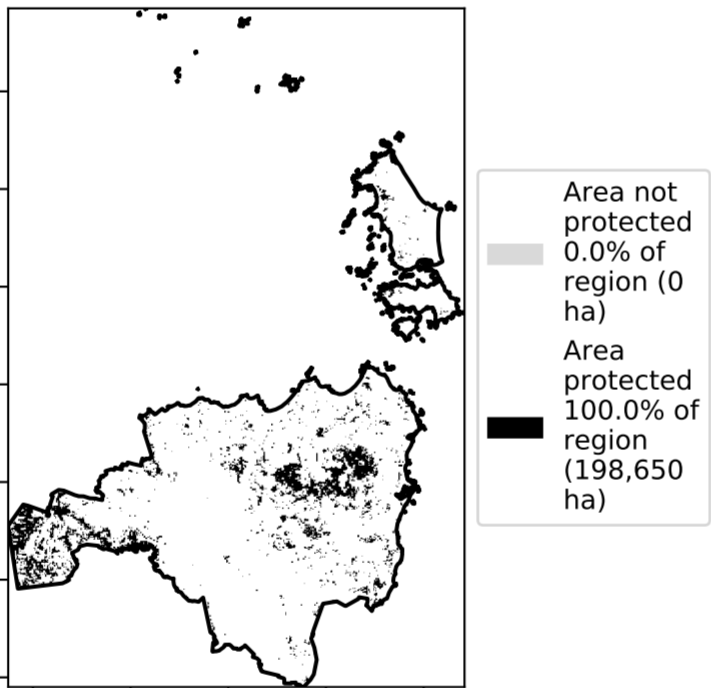 Area not
protected
0.0% of
region (0
ha)
Area
protected
100.0% of
region
(198,650
ha)